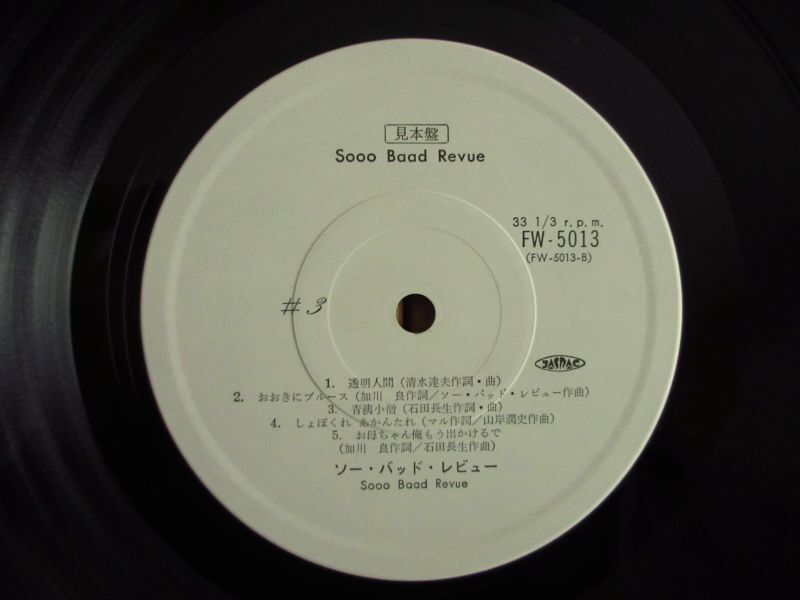 見本盤
Sooo Baad Revue
33 1/3 r.p.m.
FW-5013
(FW-5013-B)
#3
JASRAC
1. 透明人間(清水達夫作詞・曲)
2. おおきにブルース(加川 良作詞/ソー・バッド・レビュー作曲)
3. 青洟小僧(石田長生作詞・曲)
4. しょぼくれ あかんたれ(マル作詞/山岸潤史作曲)
5. お母ちゃん俺もう出かけるで
(加川 良作詞/石田長生作曲)
ソー・バッド・レビュー
Sooo Baad Revue